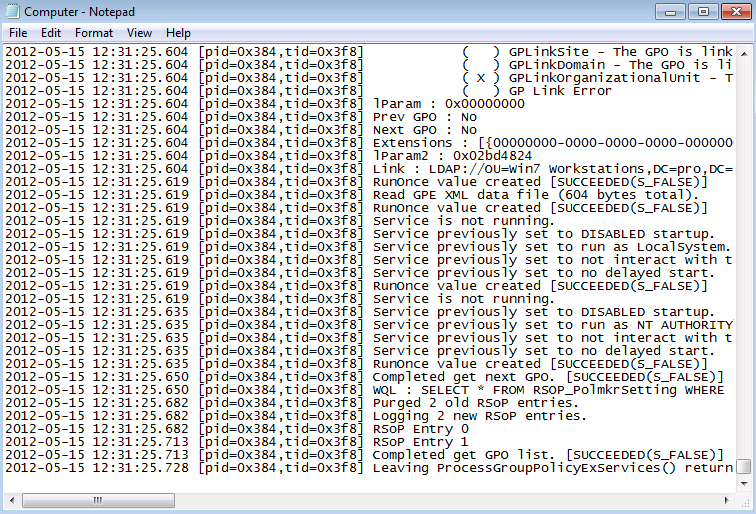 Computer - Notepad
File Edit Format View Help
2012-05-15 12:31:25.604 [pid=0x384,tid=0x3f8] ( ) GPLinkSite - The GPO is link
2012-05-15 12:31:25.604 [pid=0x384,tid=0x3f8] ( ) GPLinkDomain - The GPO is li
2012-05-15 12:31:25.604 [pid=0x384,tid=0x3f8] ( X ) GPLinkOrganizationalUnit - T
2012-05-15 12:31:25.604 [pid=0x384,tid=0x3f8] ( ) GP Link Error
2012-05-15 12:31:25.604 [pid=0x384,tid=0x3f8] lParam : 0x00000000
2012-05-15 12:31:25.604 [pid=0x384,tid=0x3f8] Prev GPO : No
2012-05-15 12:31:25.604 [pid=0x384,tid=0x3f8] Next GPO : No
2012-05-15 12:31:25.604 [pid=0x384,tid=0x3f8] Extensions : [{00000000-0000-0000-0000-000000
2012-05-15 12:31:25.604 [pid=0x384,tid=0x3f8] lParam2 : 0x02bd4824
2012-05-15 12:31:25.604 [pid=0x384,tid=0x3f8] Link : LDAP://OU=Win7 Workstations,DC=pro,DC=
2012-05-15 12:31:25.619 [pid=0x384,tid=0x3f8] RunOnce value created [SUCCEEDED(S_FALSE)]
2012-05-15 12:31:25.619 [pid=0x384,tid=0x3f8] Read GPE XML data file (604 bytes total).
2012-05-15 12:31:25.619 [pid=0x384,tid=0x3f8] RunOnce value created [SUCCEEDED(S_FALSE)]
2012-05-15 12:31:25.619 [pid=0x384,tid=0x3f8] Service is not running.
2012-05-15 12:31:25.619 [pid=0x384,tid=0x3f8] Service previously set to DISABLED startup.
2012-05-15 12:31:25.619 [pid=0x384,tid=0x3f8] Service previously set to run as LocalSystem.
2012-05-15 12:31:25.619 [pid=0x384,tid=0x3f8] Service previously set to not interact with t
2012-05-15 12:31:25.619 [pid=0x384,tid=0x3f8] Service previously set to no delayed start.
2012-05-15 12:31:25.619 [pid=0x384,tid=0x3f8] RunOnce value created [SUCCEEDED(S_FALSE)]
2012-05-15 12:31:25.619 [pid=0x384,tid=0x3f8] Service is not running.
2012-05-15 12:31:25.635 [pid=0x384,tid=0x3f8] Service previously set to DISABLED startup.
2012-05-15 12:31:25.635 [pid=0x384,tid=0x3f8] Service previously set to run as NT AUTHORITY
2012-05-15 12:31:25.635 [pid=0x384,tid=0x3f8] Service previously set to not interact with t
2012-05-15 12:31:25.635 [pid=0x384,tid=0x3f8] Service previously set to no delayed start.
2012-05-15 12:31:25.635 [pid=0x384,tid=0x3f8] RunOnce value created [SUCCEEDED(S_FALSE)]
2012-05-15 12:31:25.650 [pid=0x384,tid=0x3f8] Completed get next GPO. [SUCCEEDED(S_FALSE)]
2012-05-15 12:31:25.650 [pid=0x384,tid=0x3f8] WQL : SELECT * FROM RSOP_PolmkrSetting WHERE
2012-05-15 12:31:25.682 [pid=0x384,tid=0x3f8] Purged 2 old RSoP entries.
2012-05-15 12:31:25.682 [pid=0x384,tid=0x3f8] Logging 2 new RSoP entries.
2012-05-15 12:31:25.682 [pid=0x384,tid=0x3f8] RSoP Entry 0
2012-05-15 12:31:25.713 [pid=0x384,tid=0x3f8] RSoP Entry 1
2012-05-15 12:31:25.713 [pid=0x384,tid=0x3f8] Completed get GPO list. [SUCCEEDED(S_FALSE)]
2012-05-15 12:31:25.728 [pid=0x384,tid=0x3f8] Leaving ProcessGroupPolicyExServices() return